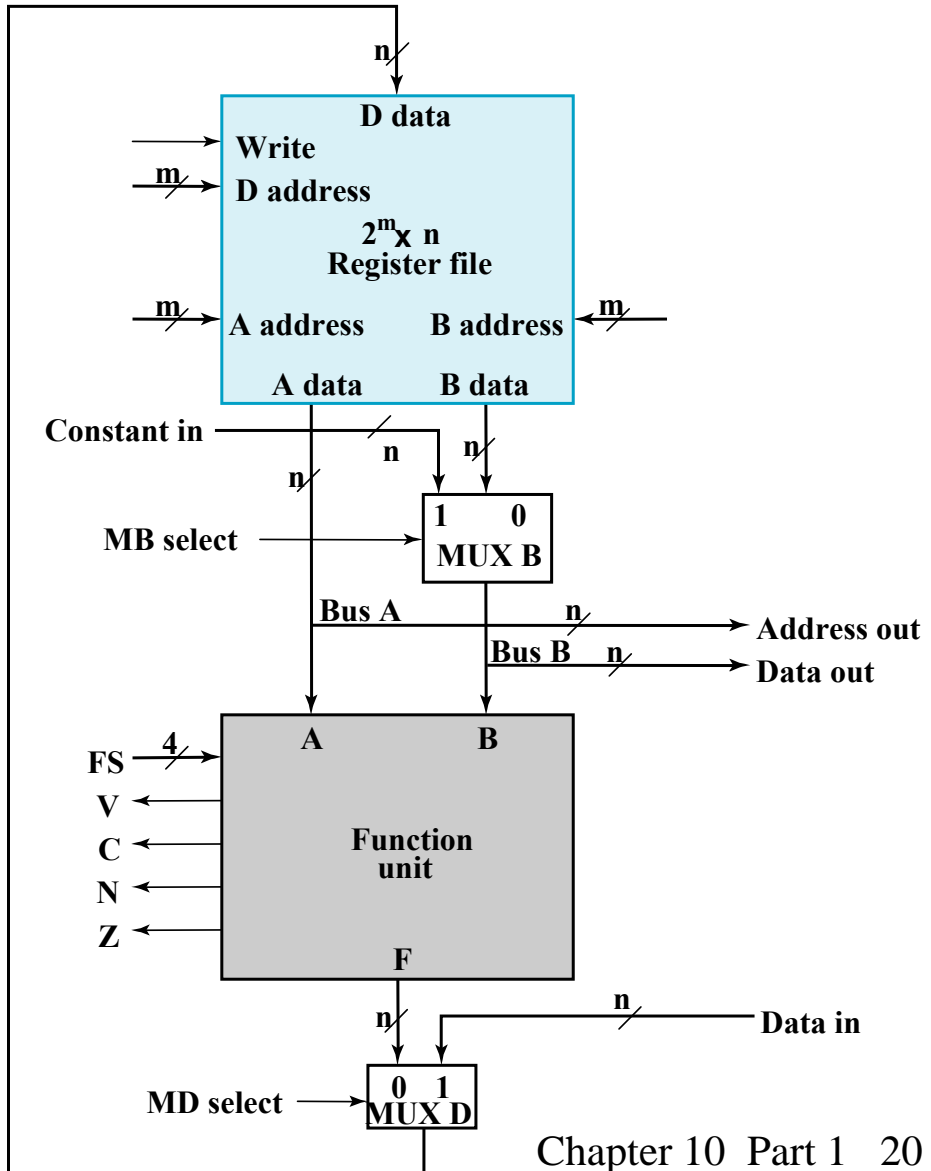 n
D data
Write
m
D address
2^m x n
Register file
m
m
A address
B address
A data
B data
Constant in
n
n
n
1 0
MUX B
MB select
Bus A
n
Address out
Bus B
n
Data out
A
B
FS
4
V
C
N
Z
Function
unit
F
n
n
Data in
0 1
MUX D
MD select
Chapter 10 Part 1 20